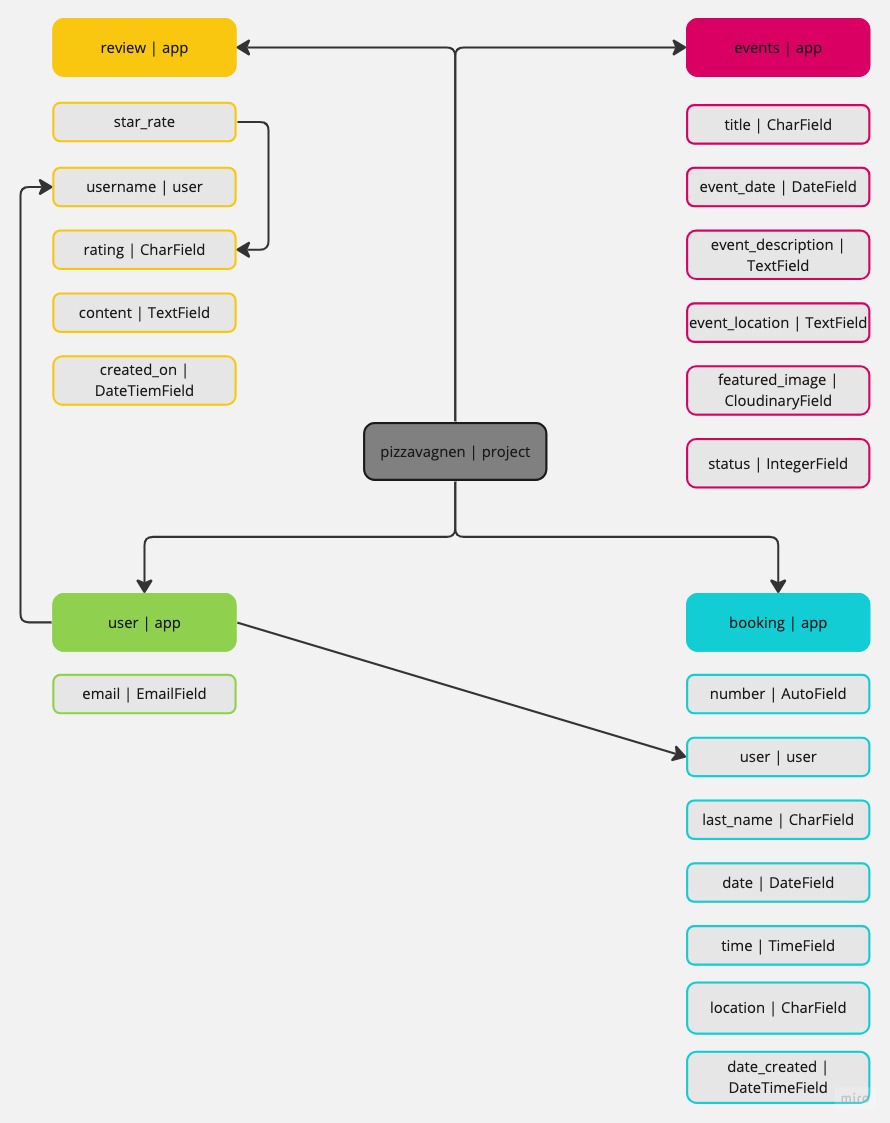 review | app
star_rate
username | user
rating | CharField
content | TextField
created_on |
DateTiemField
events | app
title | CharField
event_date | DateField
event_description |
TextField
event_location | TextField
featured_image |
CloudinaryField
status | IntegerField
pizzavagnen | project
user | app
email | EmailField
booking | app
number | AutoField
user | user
last_name | CharField
date | DateField
time | TimeField
location | CharField
date_created |
DateTimeField
miro